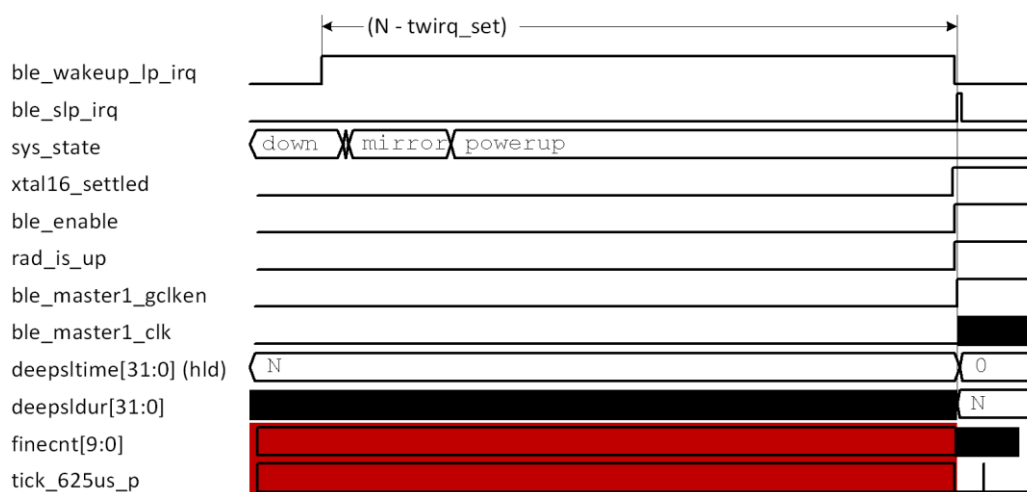 (N - twirq_set)
ble_wakeup_lp_irq
ble_slp_irq
sys_state down mirror powerup
xtal16_settled
ble_enable
rad_is_up
ble_master1_gclken
ble_master1_clk
deepsltime[31:0] (hld) N 0
deepsldur[31:0] N
finecnt[9:0]
tick_625us_p